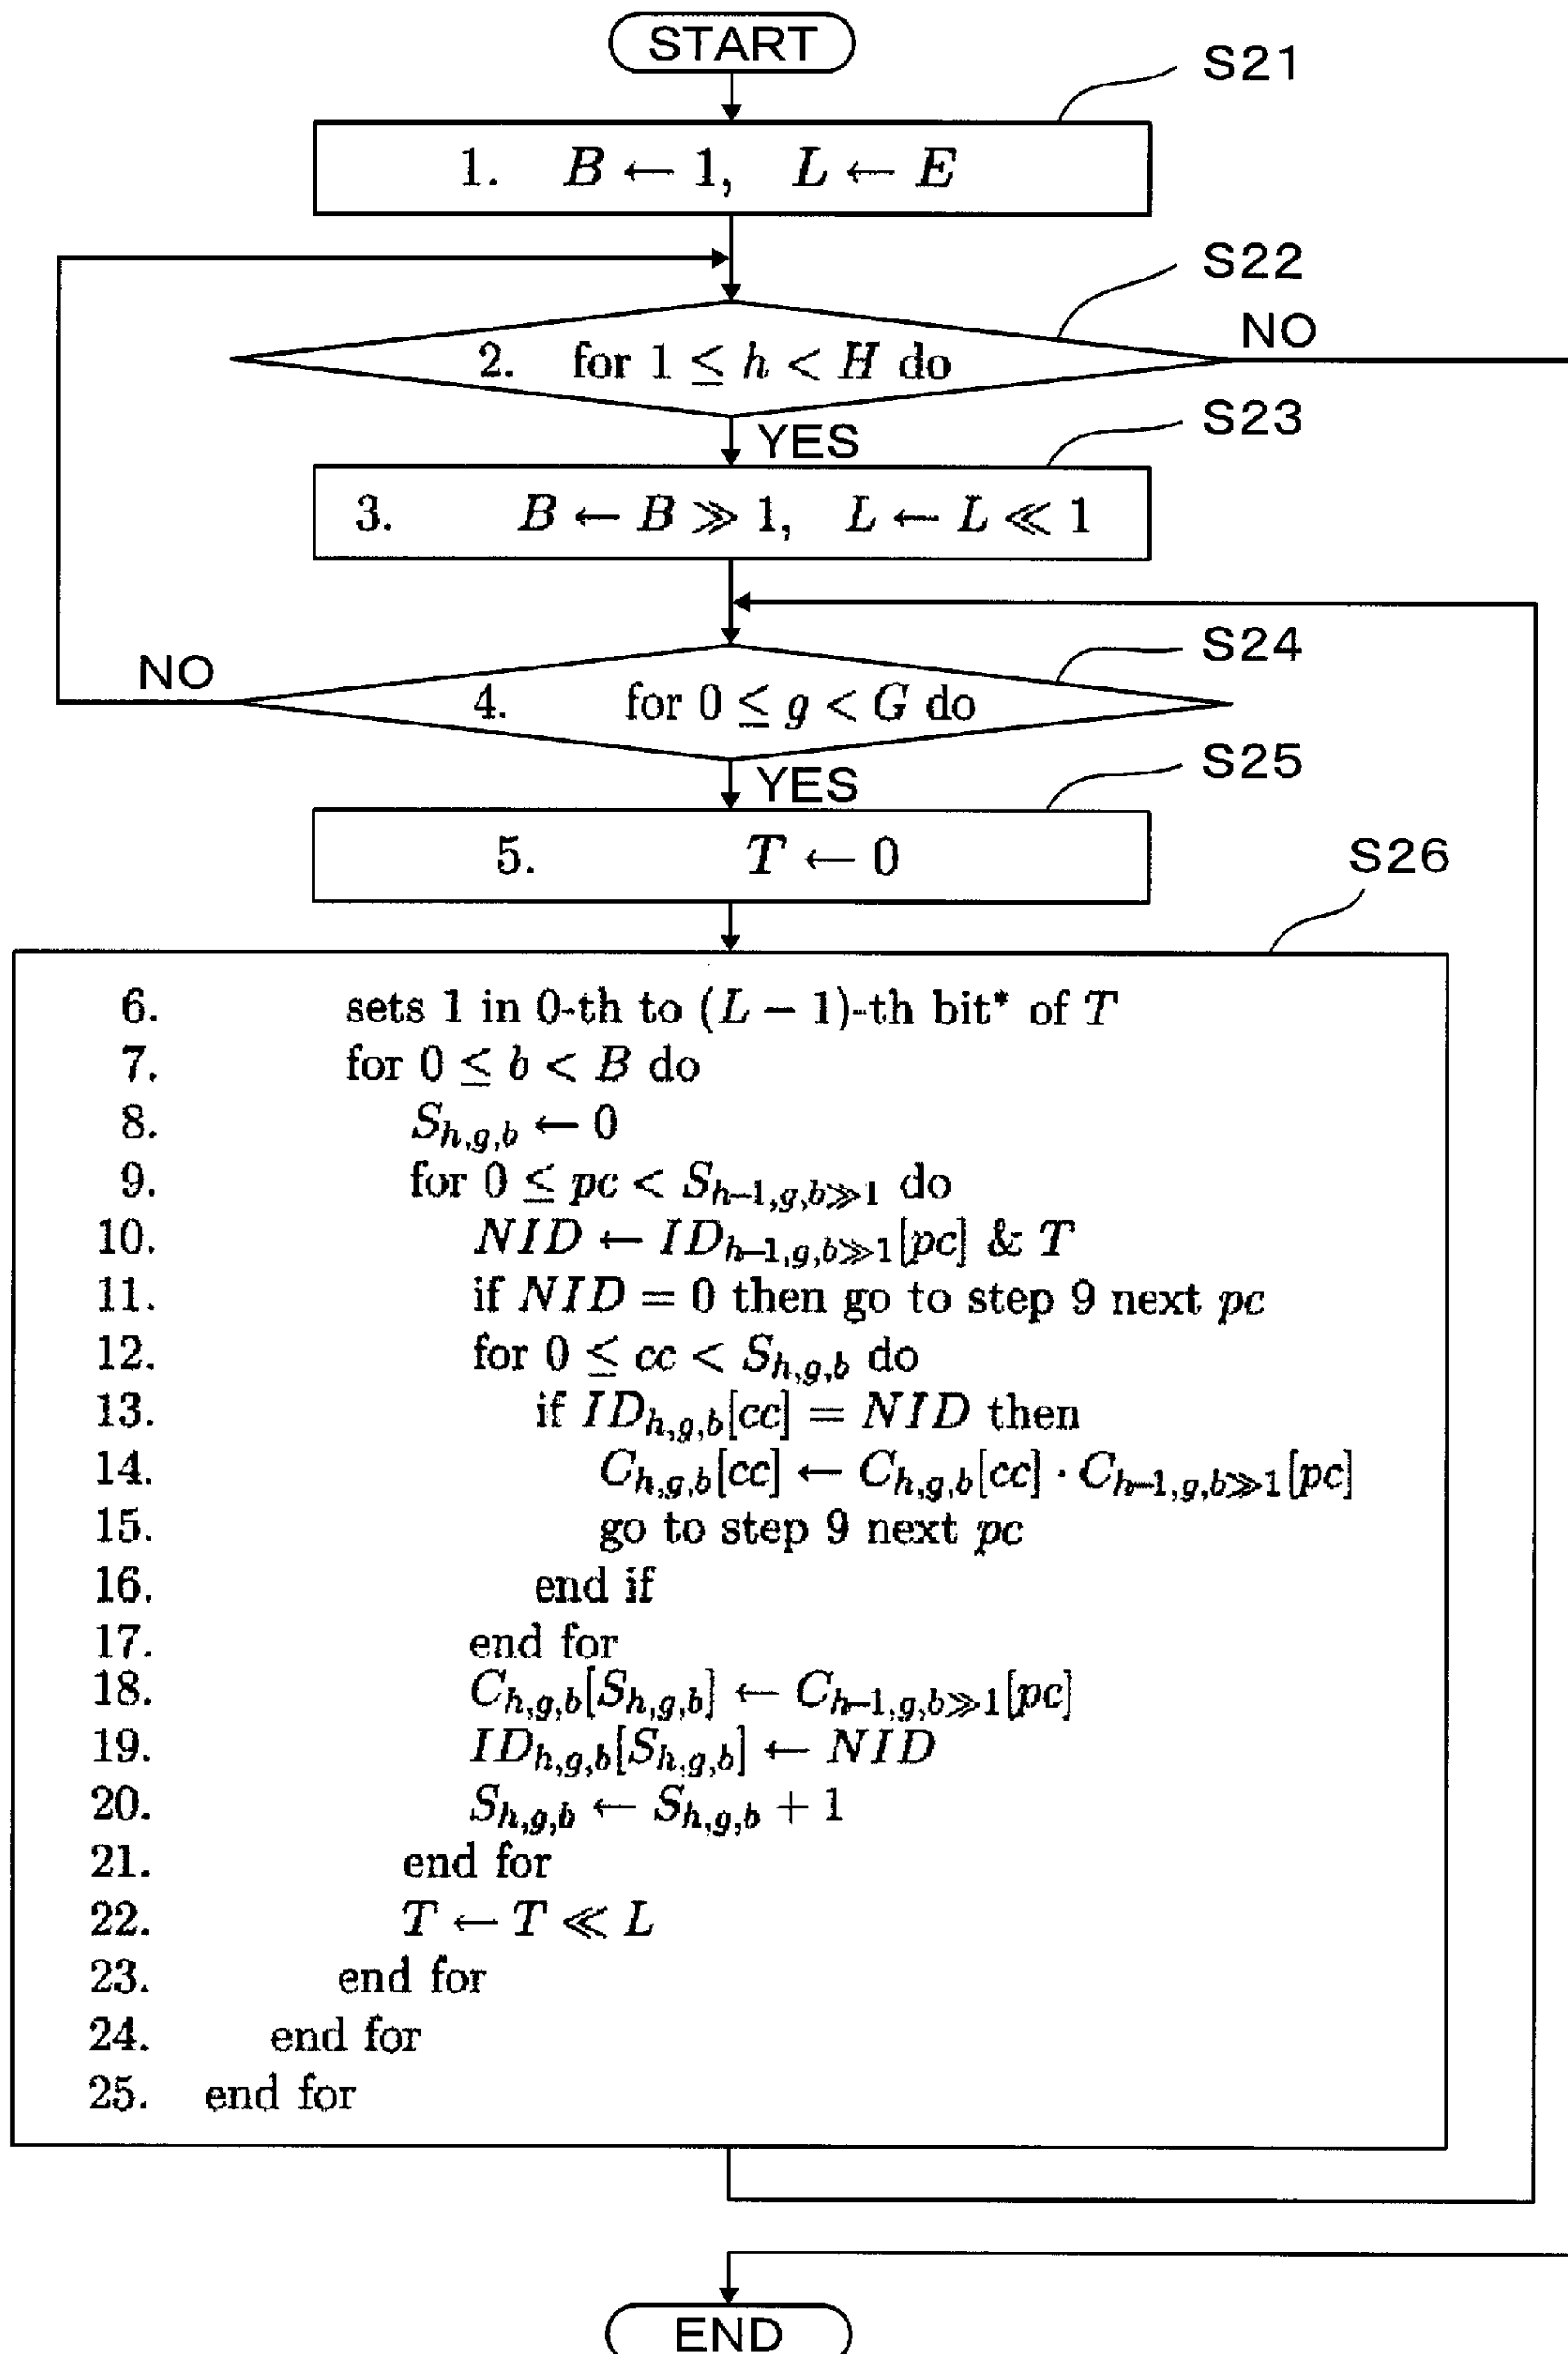 START
S21
1. B ← 1, L ← E
S22
2. for 1 ≤ h < H do
NO
YES
S23
3. B ← B ≫ 1, L ← L ≪ 1
S24
NO
4. for 0 ≤ g < G do
YES
S25
5. T ← 0
S26
6. sets 1 in 0-th to (L − 1)-th bit* of T
7. for 0 ≤ b < B do
8. S_{h,g,b} ← 0
9. for 0 ≤ pc < S_{h−1,g,b≫1} do
10. NID ← ID_{h−1,g,b≫1}[pc] & T
11. if NID = 0 then go to step 9 next pc
12. for 0 ≤ cc < S_{h,g,b} do
13. if ID_{h,g,b}[cc] = NID then
14. C_{h,g,b}[cc] ← C_{h,g,b}[cc] · C_{h−1,g,b≫1}[pc]
15. go to step 9 next pc
16. end if
17. end for
18. C_{h,g,b}[S_{h,g,b}] ← C_{h−1,g,b≫1}[pc]
19. ID_{h,g,b}[S_{h,g,b}] ← NID
20. S_{h,g,b} ← S_{h,g,b} + 1
21. end for
22. T ← T ≪ L
23. end for
24. end for
25. end for
END